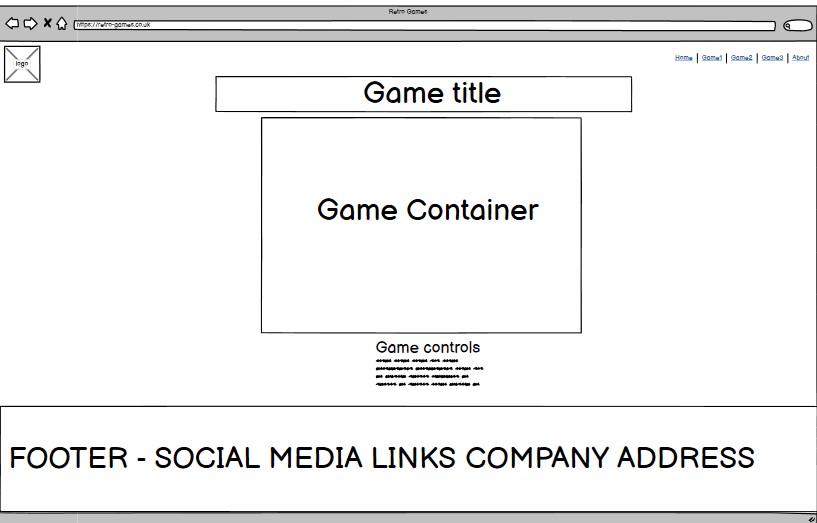 Retro Games
https://retro-games.co.uk
logo
Home | Game1 | Game2 | Game3 | About
Game title
Game Container
Game controls
FOOTER - SOCIAL MEDIA LINKS COMPANY ADDRESS